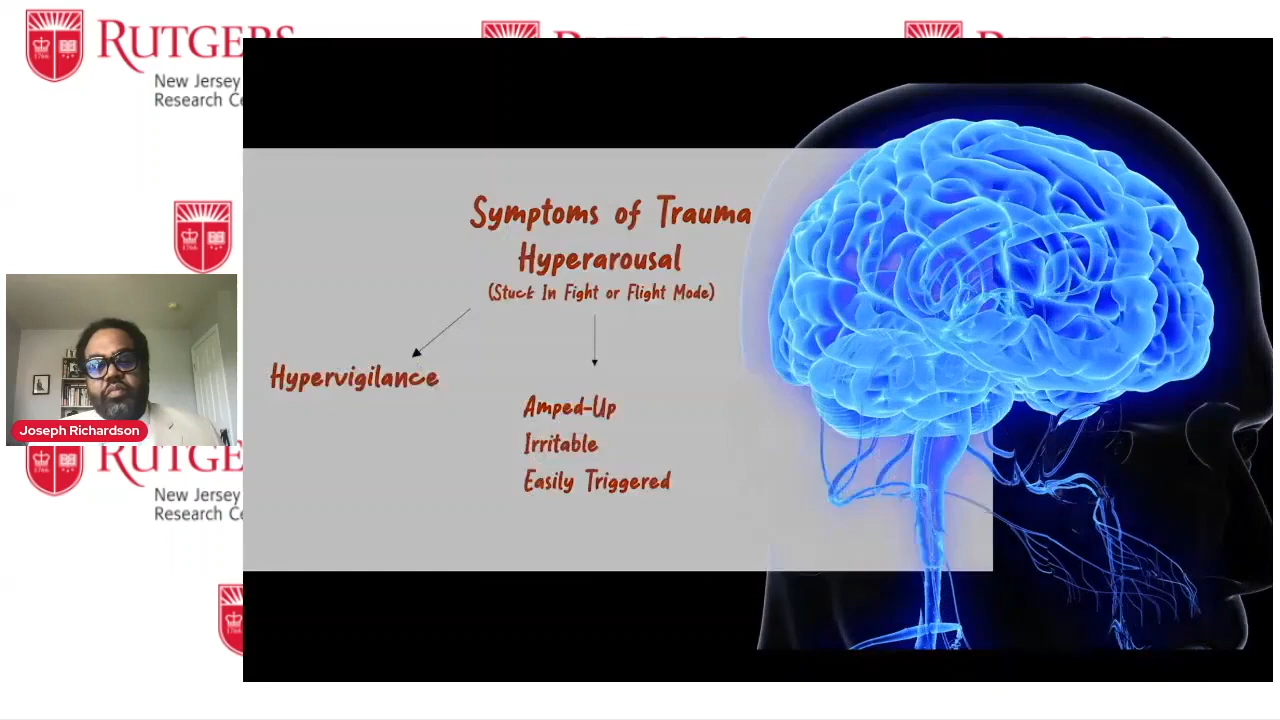 RUTGERS
New Jersey
Research Ce
Symptoms of Trauma
Hyperarousal
(Stuck In Fight or Flight Mode)
Hypervigilance
Amped-Up
Irritable
Easily Triggered
Joseph Richardson
RUTGE
New Jersey
Research Ce